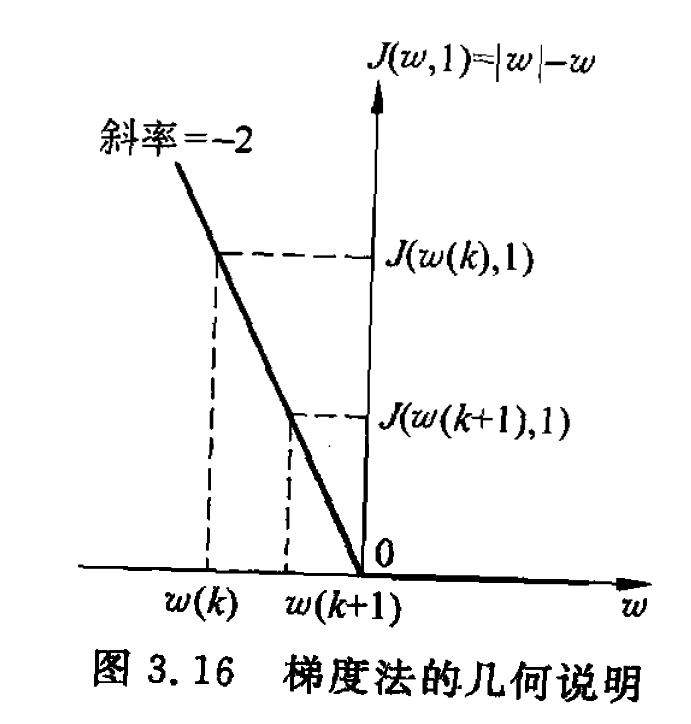 J(w,1)=|w|-w
斜率=-2
J(w(k),1)
J(w(k+1),1)
0
w(k) w(k+1) w
图 3.16 梯度法的几何说明